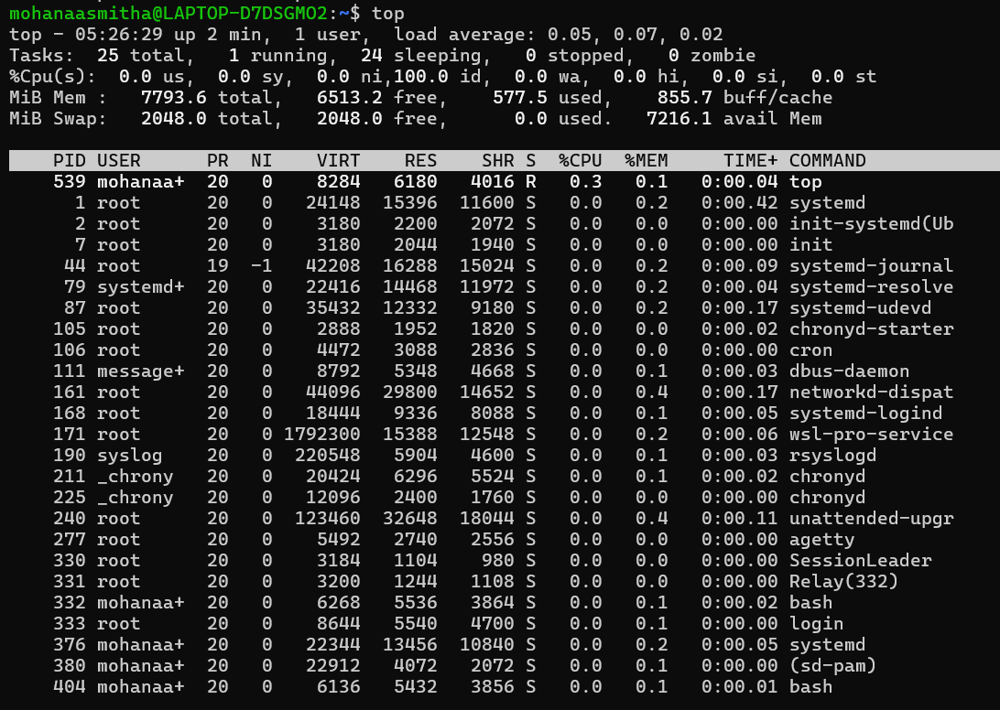 mohanaasmitha@LAPTOP-D7DSGMO2:~$ top
top - 05:26:29 up 2 min,  1 user,  load average: 0.05, 0.07, 0.02
Tasks:  25 total,   1 running,  24 sleeping,   0 stopped,   0 zombie
%Cpu(s):  0.0 us,  0.0 sy,  0.0 ni,100.0 id,  0.0 wa,  0.0 hi,  0.0 si,  0.0 st
MiB Mem :   7793.6 total,   6513.2 free,    577.5 used,    855.7 buff/cache
MiB Swap:   2048.0 total,   2048.0 free,      0.0 used.   7216.1 avail Mem
    PID USER      PR  NI    VIRT    RES    SHR S  %CPU  %MEM     TIME+ COMMAND
    539 mohanaa+  20   0    8284   6180   4016 R   0.3   0.1   0:00.04 top
      1 root      20   0   24148  15396  11600 S   0.0   0.2   0:00.42 systemd
      2 root      20   0    3180   2200   2072 S   0.0   0.0   0:00.00 init-systemd(Ub
      7 root      20   0    3180   2044   1940 S   0.0   0.0   0:00.00 init
     44 root      19  -1   42208  16288  15024 S   0.0   0.2   0:00.09 systemd-journal
     79 systemd+  20   0   22416  14468  11972 S   0.0   0.2   0:00.04 systemd-resolve
     87 root      20   0   35432  12332   9180 S   0.0   0.2   0:00.17 systemd-udevd
    105 root      20   0    2888   1952   1820 S   0.0   0.0   0:00.02 chronyd-starter
    106 root      20   0    4472   3088   2836 S   0.0   0.0   0:00.00 cron
    111 message+  20   0    8792   5348   4668 S   0.0   0.1   0:00.03 dbus-daemon
    161 root      20   0   44096  29800  14652 S   0.0   0.4   0:00.17 networkd-dispat
    168 root      20   0   18444   9336   8088 S   0.0   0.1   0:00.05 systemd-logind
    171 root      20   0 1792300  15388  12548 S   0.0   0.2   0:00.06 wsl-pro-service
    190 syslog    20   0  220548   5904   4600 S   0.0   0.1   0:00.03 rsyslogd
    211 _chrony   20   0   20424   6296   5524 S   0.0   0.1   0:00.02 chronyd
    225 _chrony   20   0   12096   2400   1760 S   0.0   0.0   0:00.00 chronyd
    240 root      20   0  123460  32648  18044 S   0.0   0.4   0:00.11 unattended-upgr
    277 root      20   0    5492   2740   2556 S   0.0   0.0   0:00.00 agetty
    330 root      20   0    3184   1104    980 S   0.0   0.0   0:00.00 SessionLeader
    331 root      20   0    3200   1244   1108 S   0.0   0.0   0:00.00 Relay(332)
    332 mohanaa+  20   0    6268   5536   3864 S   0.0   0.1   0:00.02 bash
    333 root      20   0    8644   5540   4700 S   0.0   0.1   0:00.00 login
    376 mohanaa+  20   0   22344  13456  10840 S   0.0   0.2   0:00.05 systemd
    380 mohanaa+  20   0   22912   4072   2072 S   0.0   0.1   0:00.00 (sd-pam)
    404 mohanaa+  20   0    6136   5432   3856 S   0.0   0.1   0:00.01 bash